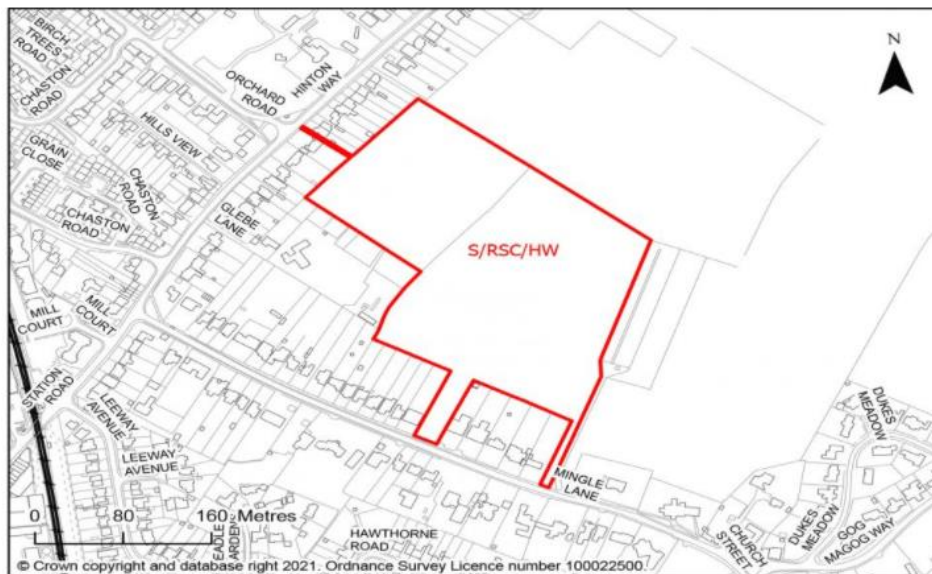 BIRCH
TREES
ROAD
CHASTON
ROAD
GRAIN
CLOSE
HILLS VIEW
CHASTON
ROAD
CHASTON
ROAD
ORCHARD
ROAD
HINTON
WAY
N
GLEBE
LANE
S/RSC/HW
MILL
COURT
MILL
COURT
STATION
ROAD
LEEWAY
AVENUE
LEEWAY
AVENUE
MINGLE
LANE
DUKES
MEADOW
DUKES
MEADOW
GOG
MAGOG WAY
CHURCH
STREET
HAWTHORNE
ROAD
0 80 160 Metres
© Crown copyright and database right 2021. Ordnance Survey Licence number 100022500.